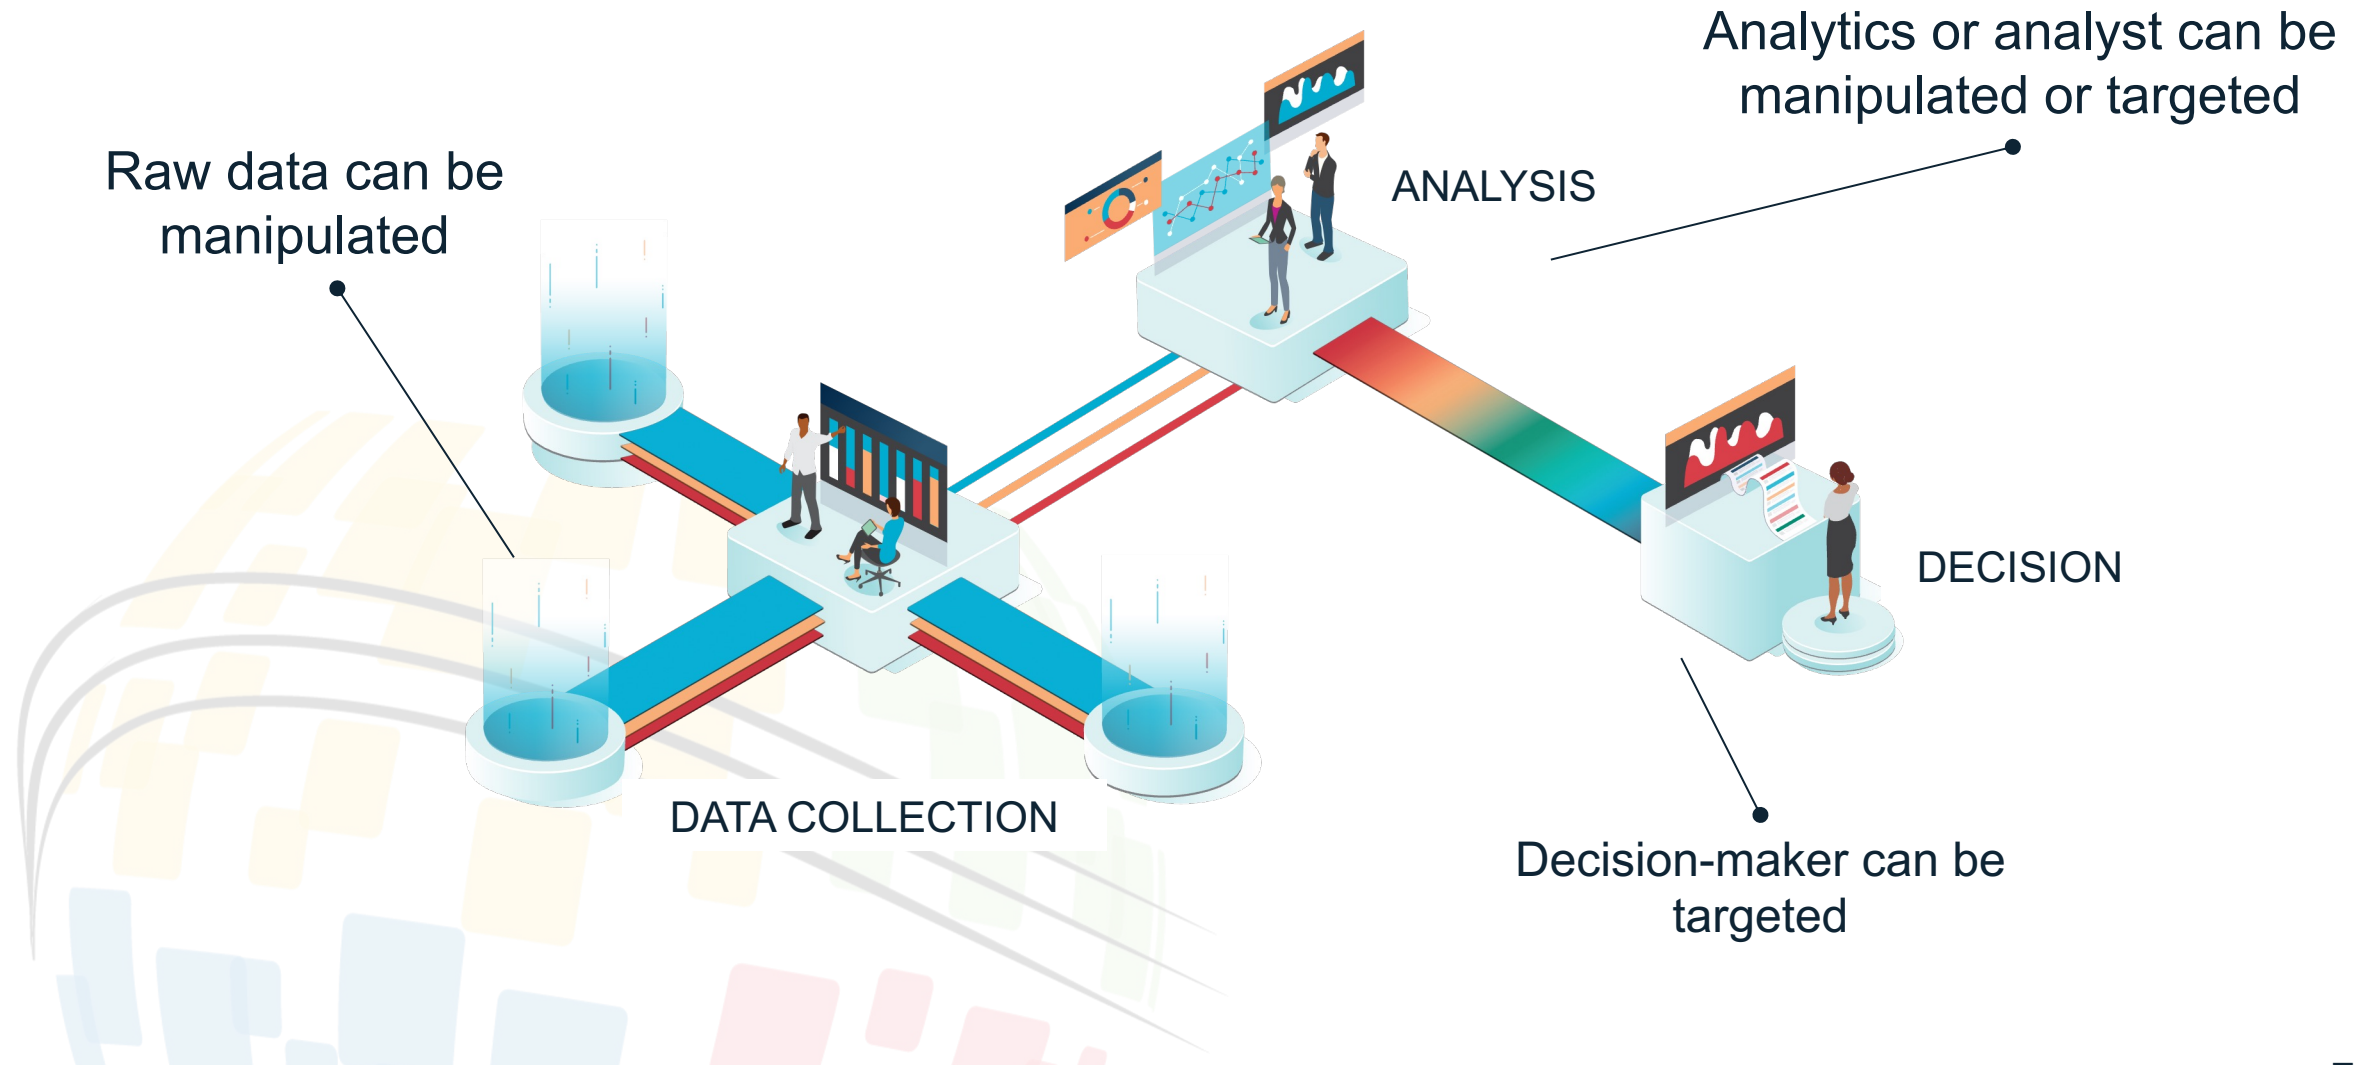 Analytics or analyst can be
manipulated or targeted
Raw data can be
manipulated
ANALYSIS
DECISION
DATA COLLECTION
Decision-maker can be
targeted